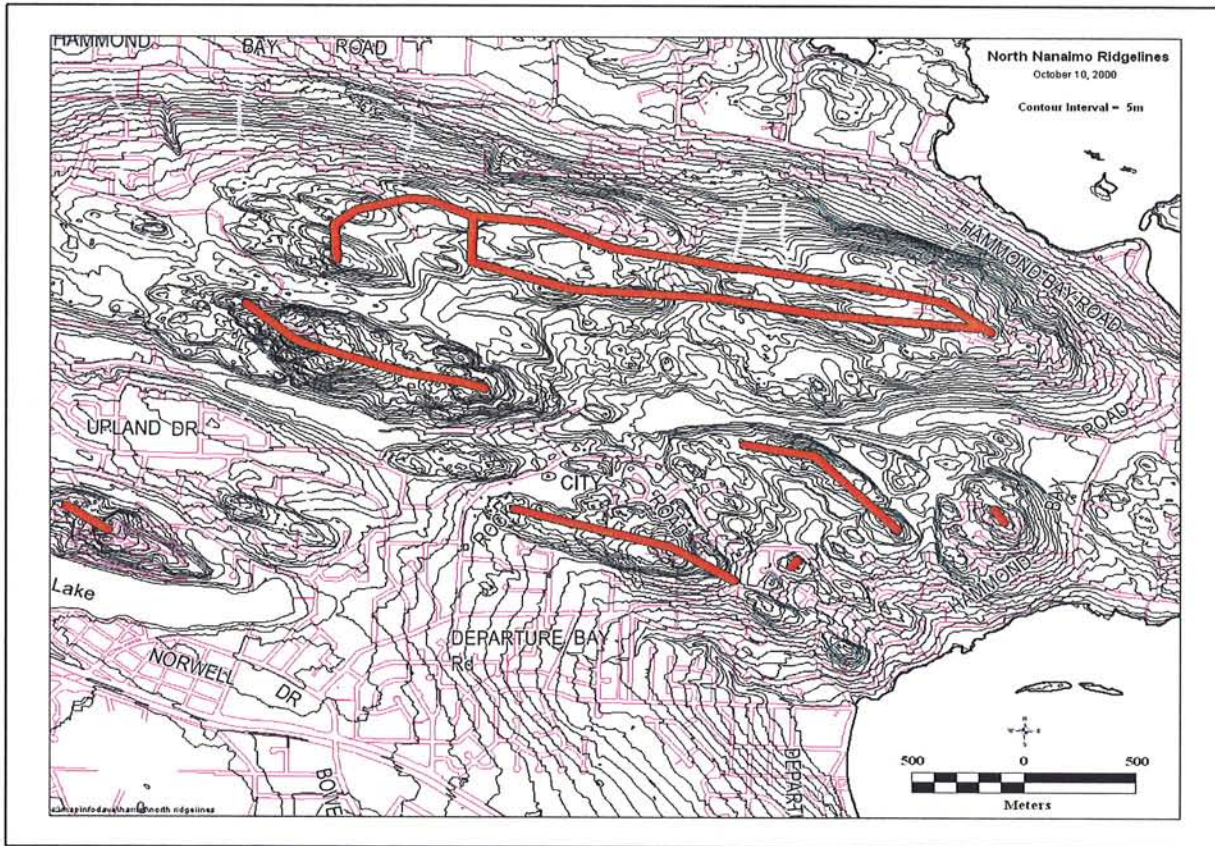 HAMMOND BAY ROAD
North Nanaimo Ridgelines
October 10, 2000
Contour Interval = 5m
HAMMOND BAY ROAD
ROAD
UPLAND DR
CITY
ROAD
BAY
HAMMOND
Lake
DEPARTURE BAY
Rd
NORWELL
DR
BOWE
DEPART
N
W E
S
500 0 500
Meters